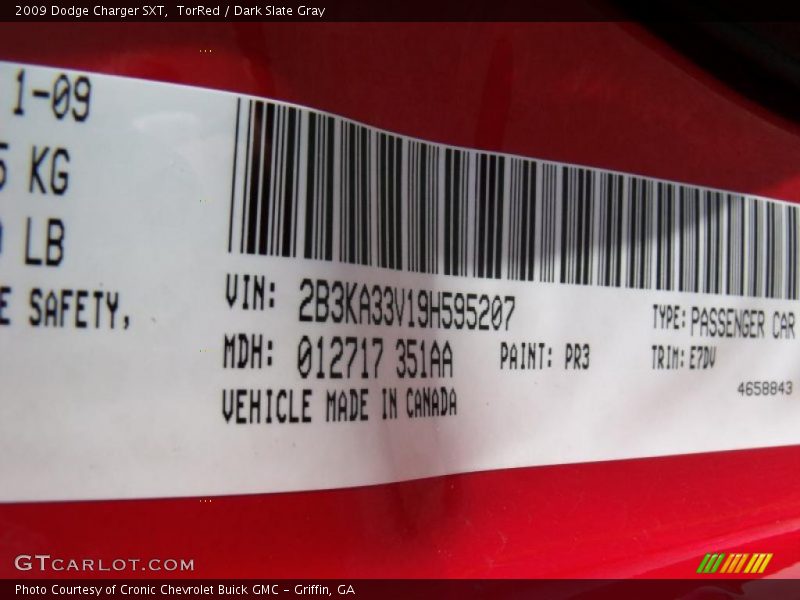 2009 Dodge Charger SXT,  TorRed / Dark Slate Gray
1-09
KG
LB
SAFETY,
VIN: 2B3KA33V19H595207
TYPE: PASSENGER CAR
MDH: 012717 351AA
PAINT: PR3
TRIM: E7DV
4658843
VEHICLE MADE IN CANADA
GTCARLOT.COM
Photo Courtesy of Cronic Chevrolet Buick GMC - Griffin, GA